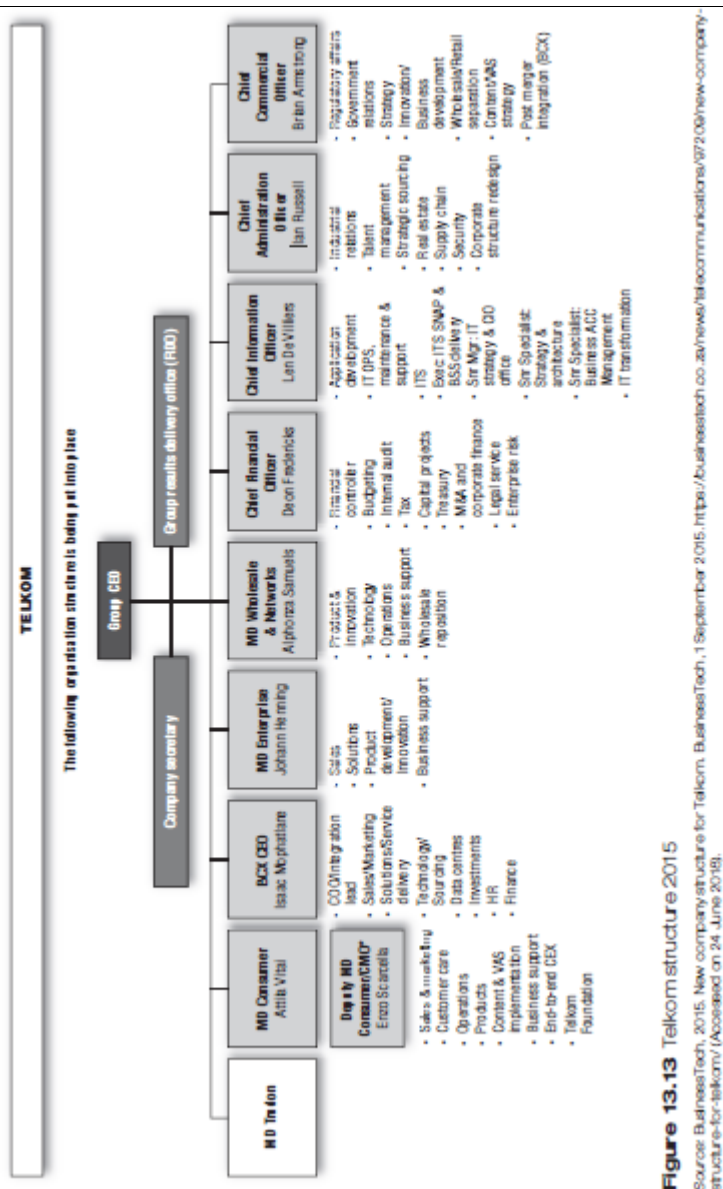 TELKOM
The following organisation structure is being put into place
Group CEO
Company secretary
Group results delivery office (RDO)
MD Trudon
MD Consumer
Attila Vital
Deputy MD
Consumer/CMO*
Enzo Scarcella
• Sales & marketing
• Customer care
• Operations
• Products
• Content & VAS
implementation
• Business support
• End-to-end CEX
• Telkom
Foundation
BCX CEO
Isaac Mophatlane
• COO/Integration
lead
• Sales/Marketing
• Solutions/Service
delivery
• Technology/
Sourcing
• Data centres
• Investments
• HR
• Finance
MD Enterprise
Johann Henning
• Sales
• Solutions
• Product
development/
Innovation
• Business support
MD Wholesale
& Networks
Alphonzo Samuels
• Product &
Innovation
• Technology
• Operations
• Business support
• Wholesale
reposition
Chief Financial
Officer
Deon Fredericks
• Financial
controller
• Budgeting
• Internal audit
• Tax
• Capital projects
• Treasury
• M&A and
corporate finance
• Legal service
• Enterprise risk
Chief Information
Officer
Len De Villiers
• Application
development
• IT OPS,
maintenance &
support
• ITS
• Exec: ITS SNAP &
BSS delivery
• Snr Mgr: IT
strategy & CIO
office
• Snr Specialist:
Strategy &
architecture
• Snr Specialist:
Business ACC
Management
• IT transformation
Chief
Administration
Officer
Ian Russell
• Industrial
relations
• Talent
management
• Strategic sourcing
• Real estate
• Supply chain
• Security
• Corporate
structure redesign
Chief
Commercial
Officer
Brian Armstrong
• Regulatory affairs
• Government
relations
• Strategy
• Innovation/
Business
development
• Wholesale/Retail
separation
• Content/VAS
strategy
• Post merger
integration (BCX)
Figure 13.13 Telkom structure 2015
Source: BusinessTech, 2015. New company structure for Telkom. BusinessTech, 1 September 2015. https://businesstech.co.za/news/telecommunications/97209/new-company-
structure-for-telkom/ (Accessed on 24 June 2018).